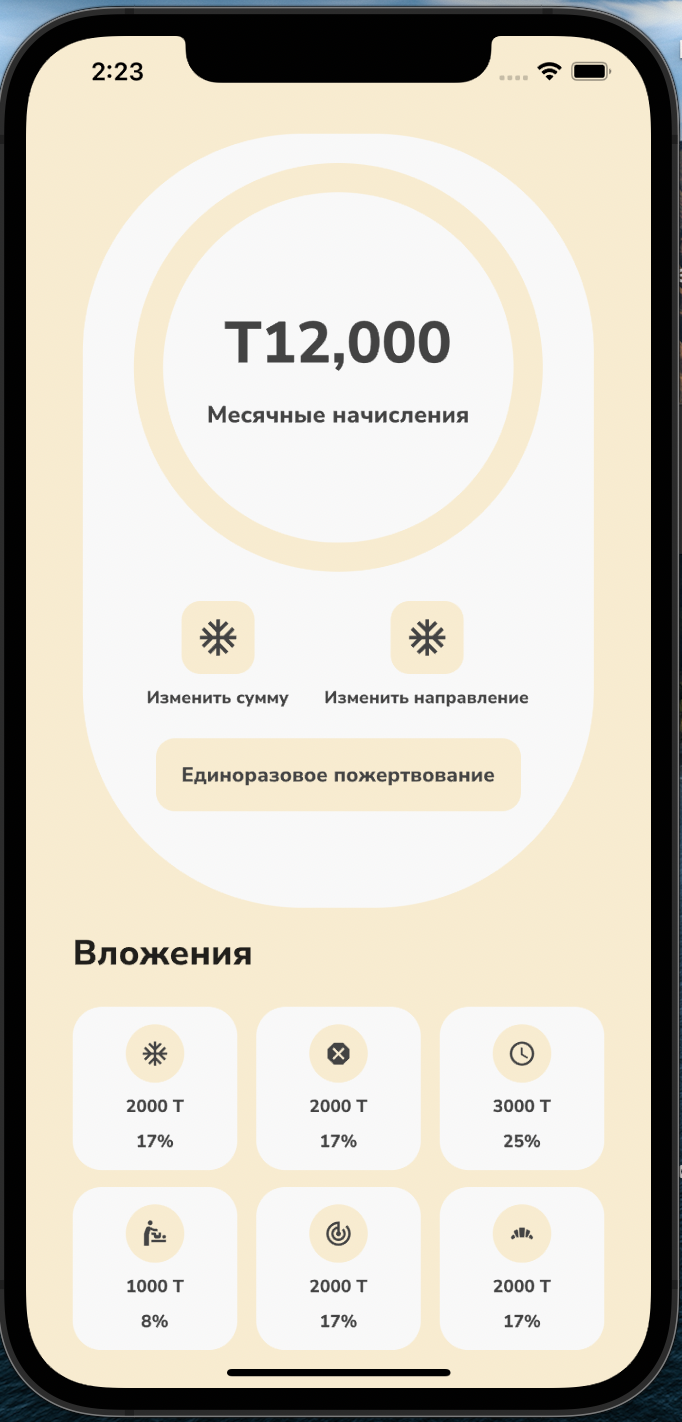 2:23
T12,000
Месячные начисления
Изменить сумму
Изменить направление
Единоразовое пожертвование
Вложения
2000 T
17%
2000 T
17%
3000 T
25%
1000 T
8%
2000 T
17%
2000 T
17%